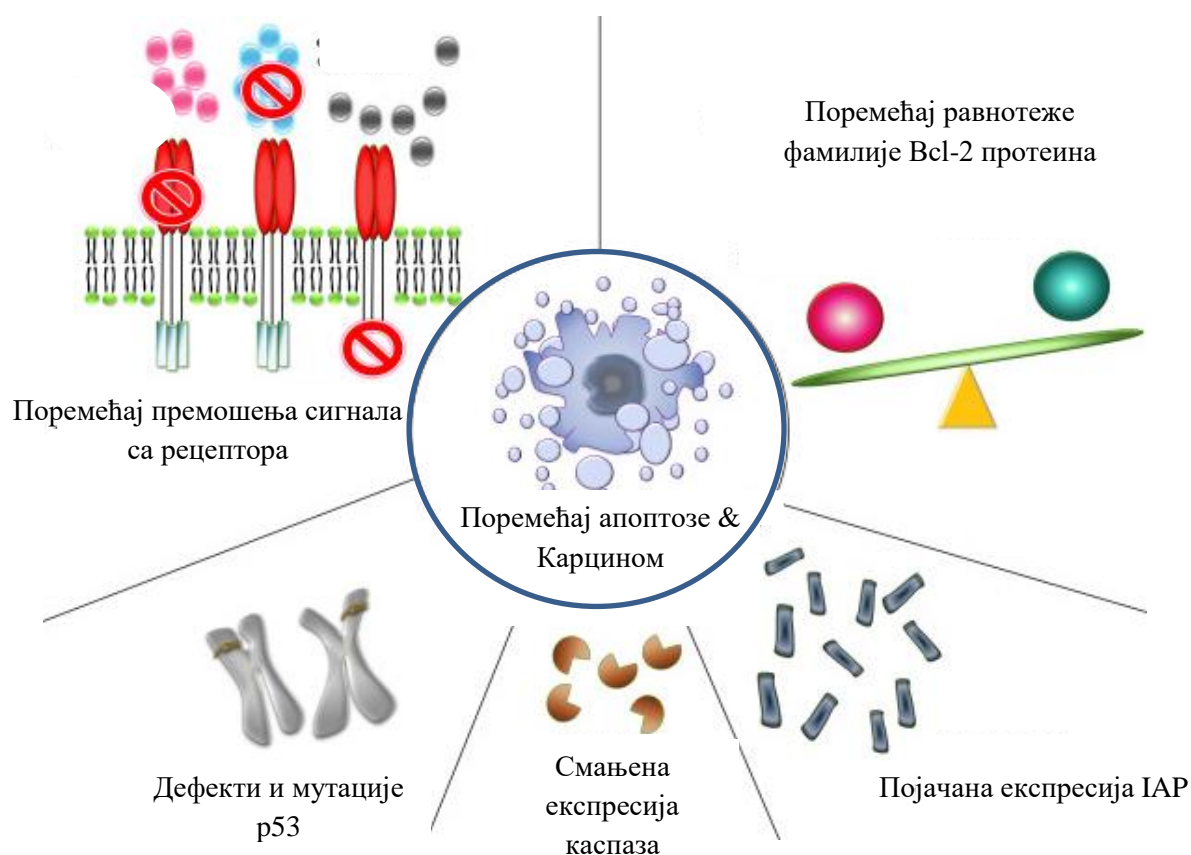 Поремећај равнотеже
фамилије Bcl-2 протеина
Поремећај премошења сигнала
са рецептора
Поремећај апоптозе &
Карцином
Дефекти и мутације
p53
Смањена
експресија
каспаза
Појачана експресија IAP